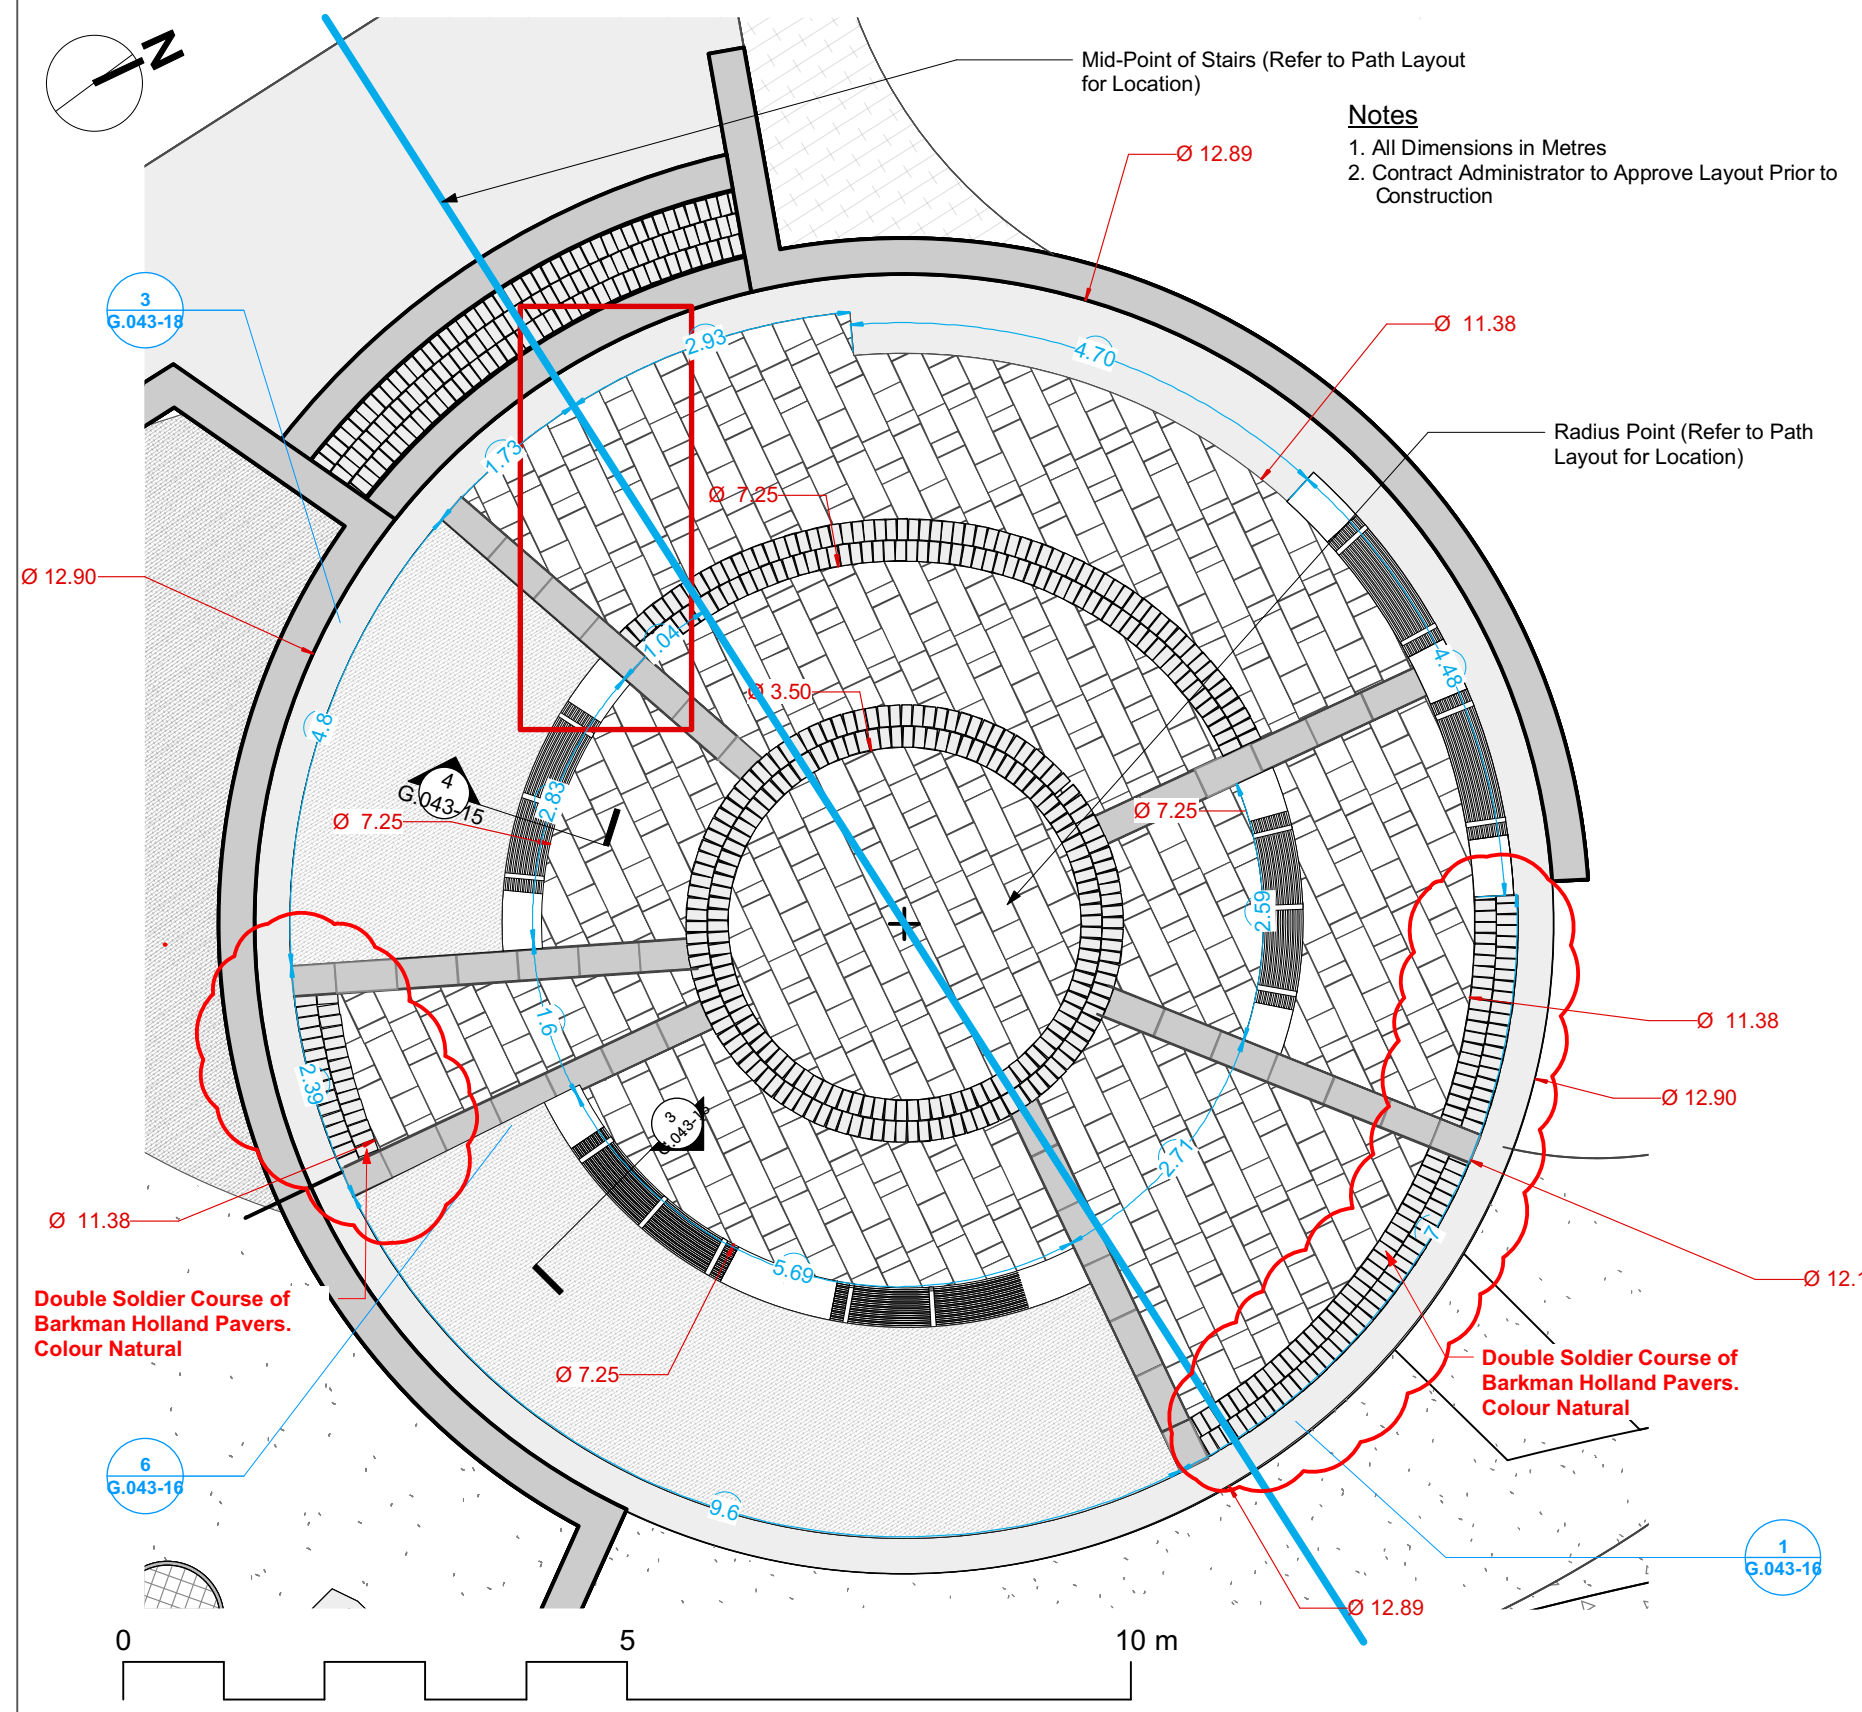 N
Mid-Point of Stairs (Refer to Path Layout
for Location)
Notes
1. All Dimensions in Metres
2. Contract Administrator to Approve Layout Prior to
Construction
Ø 12.89
3
G.043-18
Ø 11.38
2.93
4.70
1.73
Radius Point (Refer to Path
Layout for Location)
Ø 7.25
Ø 12.90
1.04
4.48
Ø 3.50
4.8
4
G.043-15
2.83
Ø 7.25
Ø 7.25
2.59
1.6
Ø 11.38
2.39
3
Ø 12.90
2.71
Ø 11.38
7
Double Soldier Course of
Barkman Holland Pavers.
Colour Natural
5.69
Ø 7.25
Double Soldier Course of
Barkman Holland Pavers.
Colour Natural
6
G.043-16
9.6
1
G.043-16
Ø 12.89
0 5 10 m